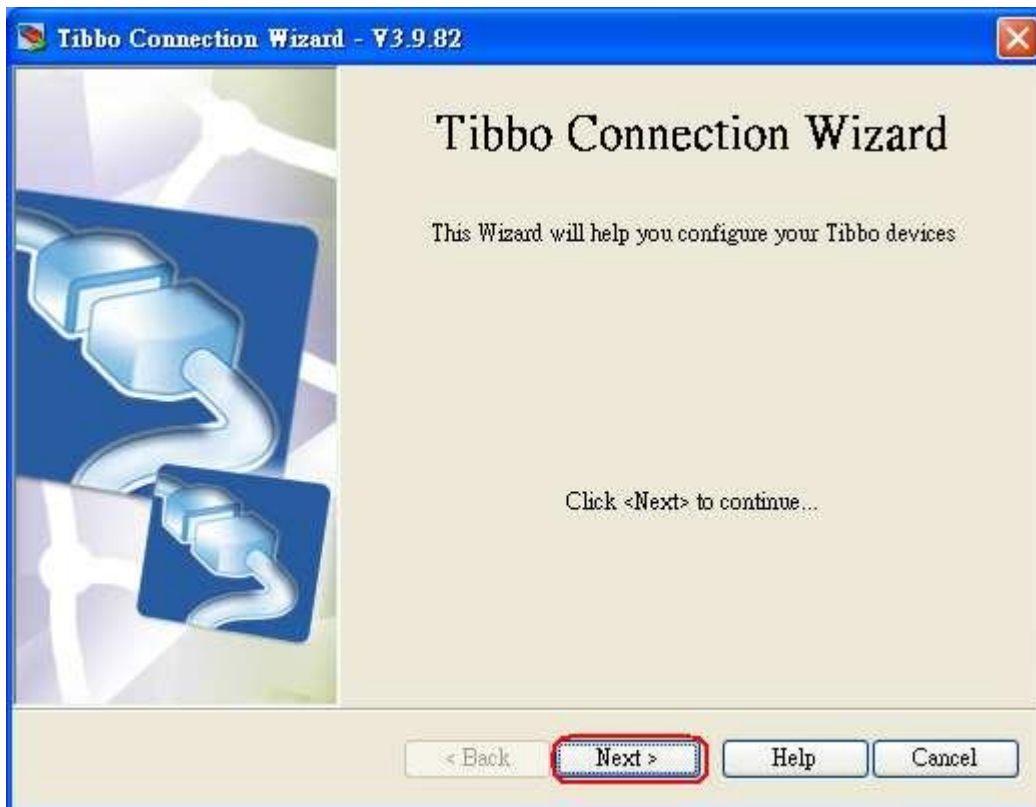 Tibbo Connection Wizard - V3.9.82
Tibbo Connection Wizard
This Wizard will help you configure your Tibbo devices
Click <Next> to continue...
< Back Next > Help Cancel